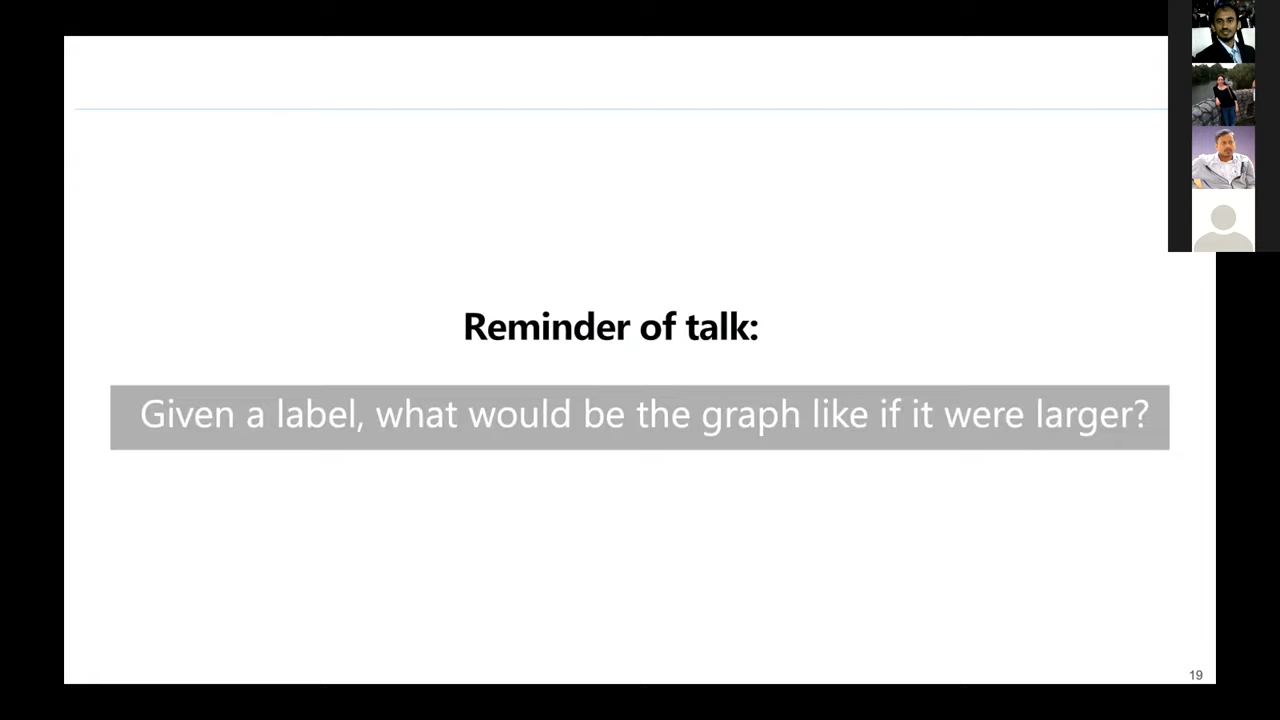 Reminder of talk:
Given a label, what would be the graph like if it were larger?
19